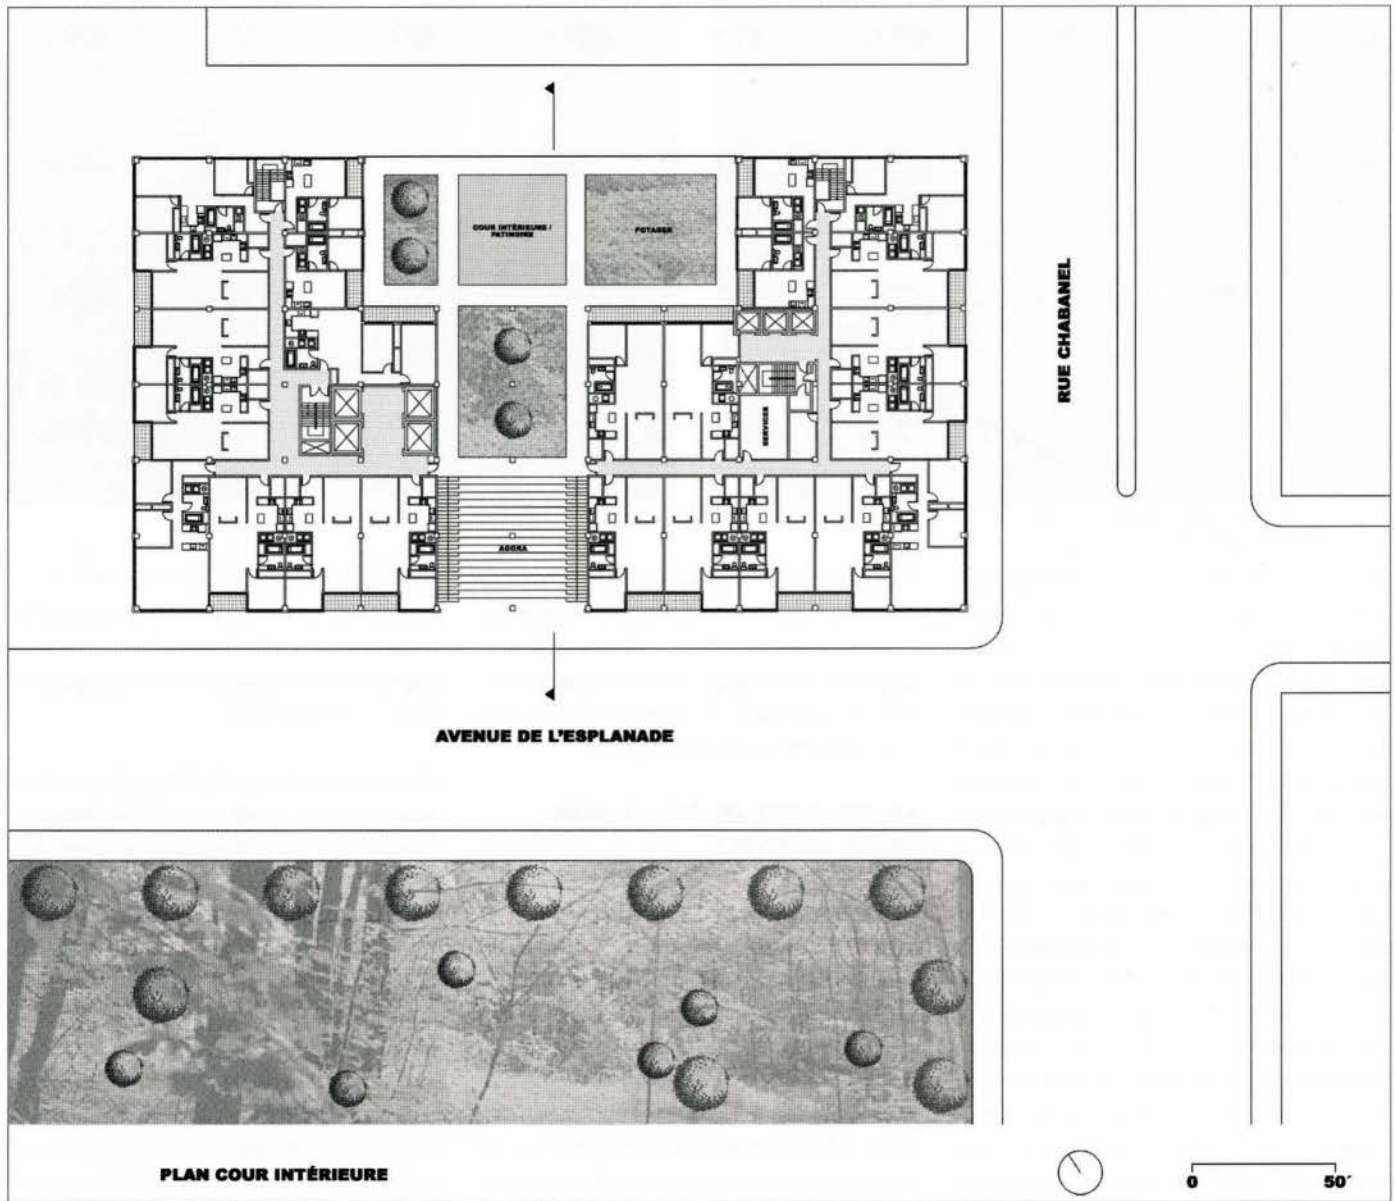 COUR INTÉRIEURE /
PATINOIRE
POTAGER
RUE CHABANEL
SERVICES
AGORA
AVENUE DE L'ESPLANADE
PLAN COUR INTÉRIEURE
0 50'